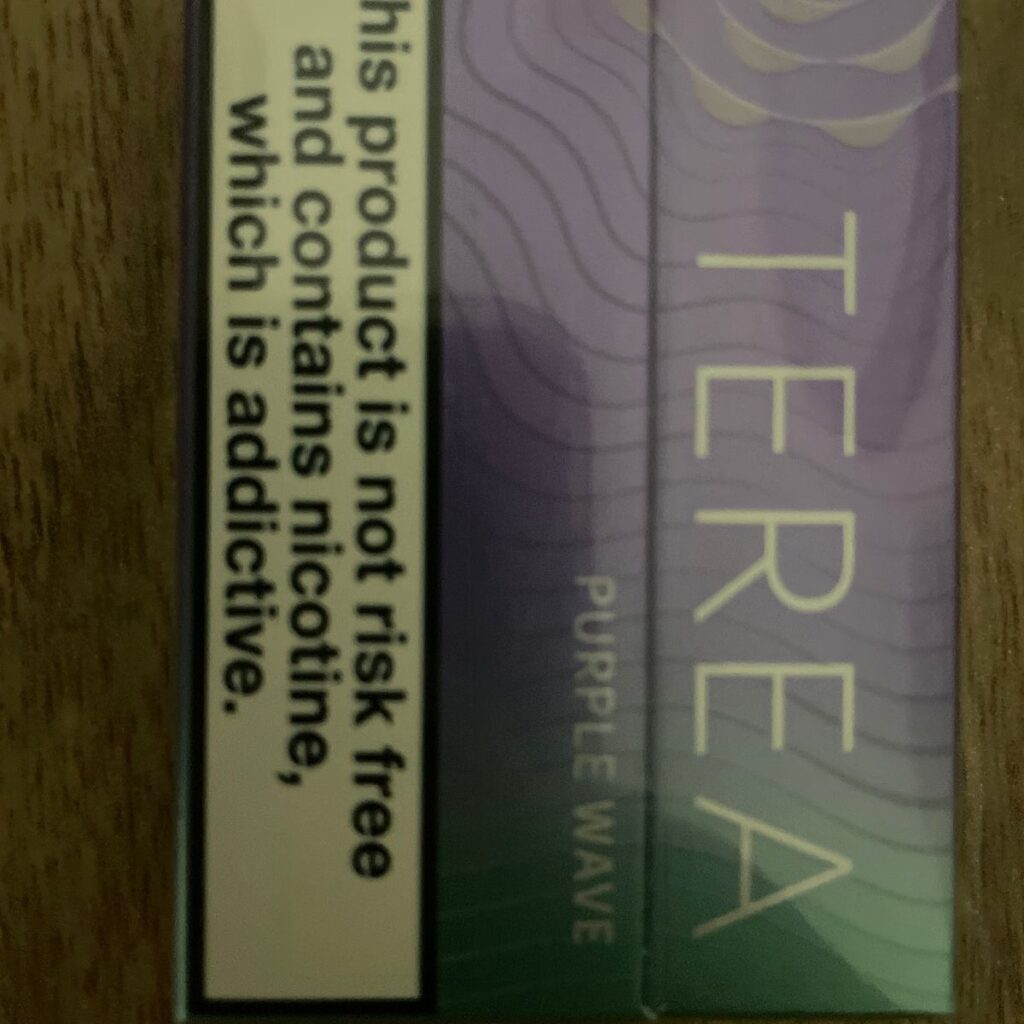 TEREA
PURPLE WAVE
his product is not risk free
and contains nicotine,
which is addictive.